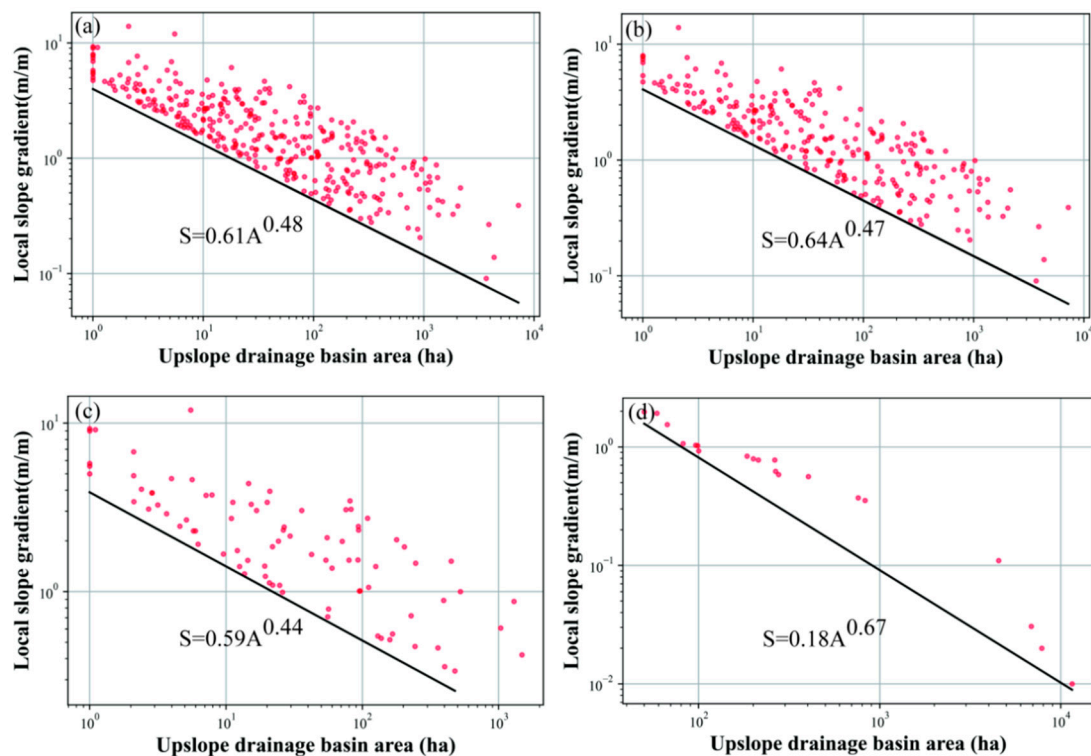 (a)
Local slope gradient(m/m)
10¹
10⁰
10⁻¹
S=0.61A^0.48
10⁰ 10¹ 10² 10³ 10⁴
Upslope drainage basin area (ha)
(b)
Local slope gradient(m/m)
10¹
10⁰
10⁻¹
S=0.64A^0.47
10⁰ 10¹ 10² 10³ 10⁴
Upslope drainage basin area (ha)
(c)
Local slope gradient(m/m)
10¹
10⁰
S=0.59A^0.44
10⁰ 10¹ 10² 10³
Upslope drainage basin area (ha)
(d)
Local slope gradient(m/m)
10⁰
10⁻¹
10⁻²
S=0.18A^0.67
10² 10³ 10⁴
Upslope drainage basin area (ha)